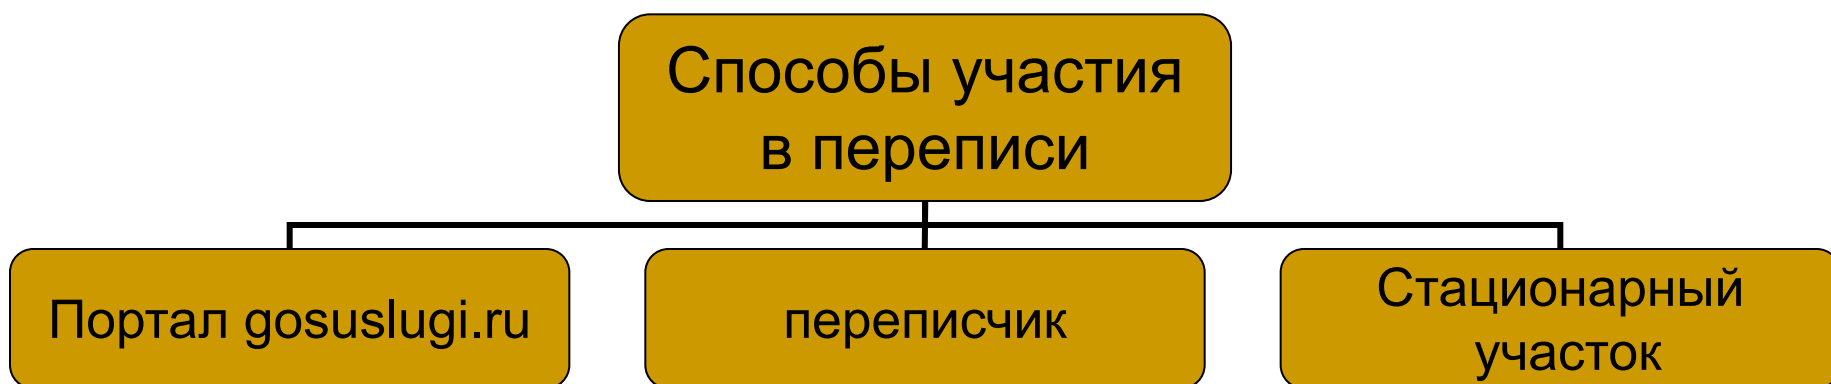 Способы участия
в переписи
Портал gosuslugi.ru
переписчик
Стационарный
участок